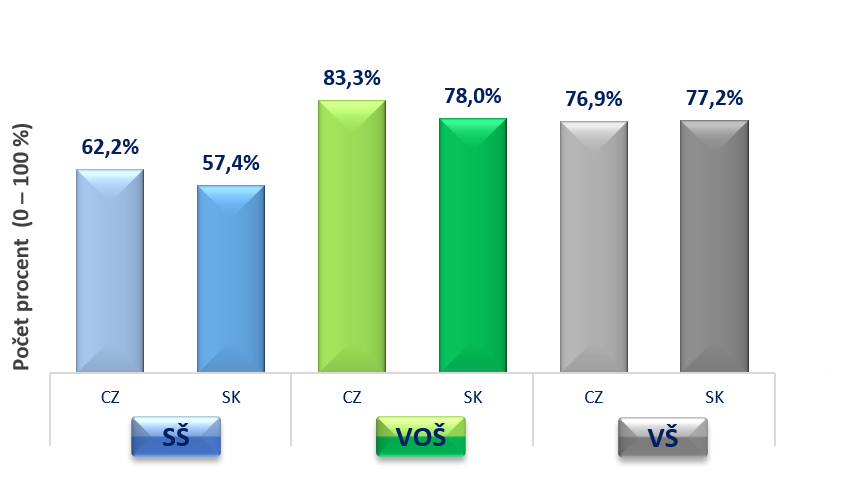 83,3%
78,0%
76,9%
77,2%
62,2%
57,4%
Počet procent (0 – 100 %)
CZ SK CZ SK CZ SK
SŠ VOŠ VŠ